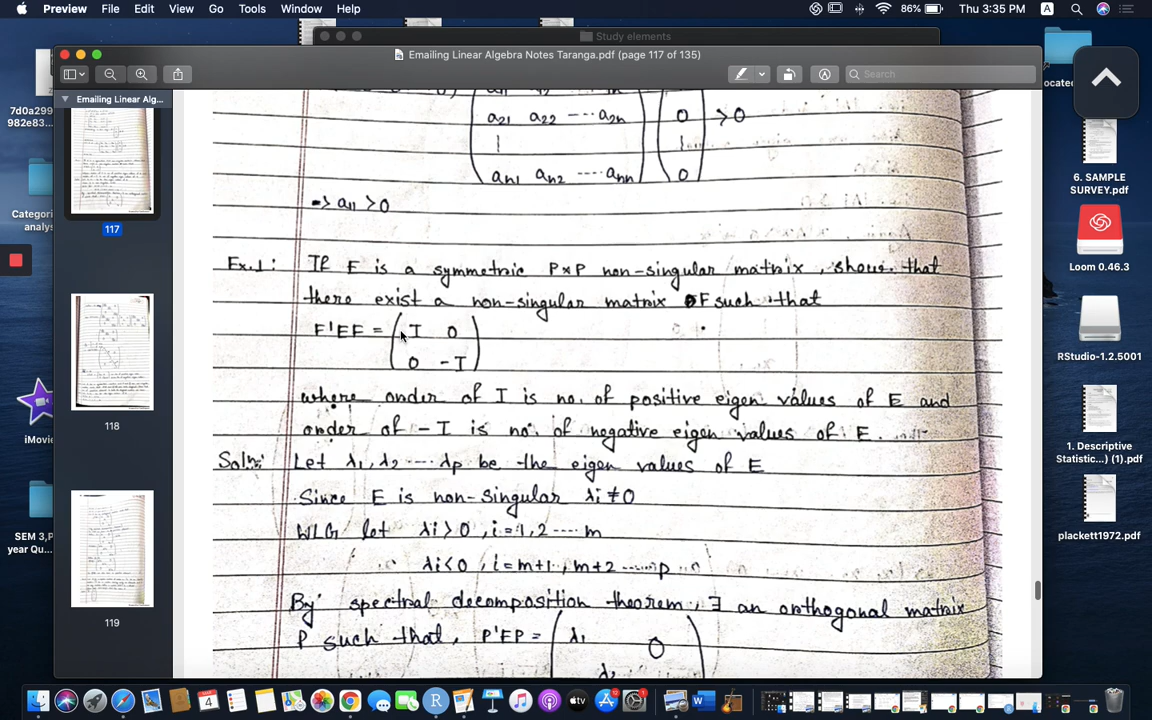 Preview File Edit View Go Tools Window Help
86% Thu 3:35 PM A
Study elements
Emailing Linear Algebra Notes Taranga.pdf (page 117 of 135)
Search
Emailing Linear Alg...
7d0a299
982e83...
Categori
analys
iMovie
SEM 3,P
year Qu...
117
118
119
ocatec
6. SAMPLE
SURVEY.pdf
Loom 0.46.3
RStudio-1.2.5001
1. Descriptive
Statistic...) (1).pdf
plackett1972.pdf
a21 a22 ---- a2n 0 >0
an1 an2 ---- ann 0
=> a11 >0
Ex.1: If E is a symmetric P*P non-singular matrix, show that
there exist a non-singular matrix F such that
F'EF = ( I 0
0 -I )
where order of I is no. of positive eigen values of E and
order of -I is no. of negative eigen values of E.
Soln: Let λ1, λ2 ---- λp be the eigen values of E
Since E is non-singular λi ≠ 0
WLG let λi > 0, i = 1, 2 ---- m
λi < 0, i = m+1, m+2 ---- p
By spectral decomposition theorem, ∃ an orthogonal matrix
P such that, P'EP = ( λ1 0
4